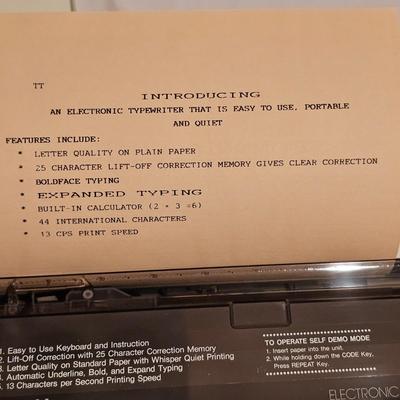 TT
INTRODUCING
AN ELECTRONIC TYPEWRITER THAT IS EASY TO USE, PORTABLE
AND QUIET
FEATURES INCLUDE:
* LETTER QUALITY ON PLAIN PAPER
* 25 CHARACTER LIFT-OFF CORRECTION MEMORY GIVES CLEAR CORRECTION
* BOLDFACE TYPING
* EXPANDED TYPING
* BUILT-IN CALCULATOR (2 * 3 =6)
* 44 INTERNATIONAL CHARACTERS
* 13 CPS PRINT SPEED
1. Easy to Use Keyboard and Instruction
2. Lift-Off Correction with 25 Character Correction Memory
3. Letter Quality on Standard Paper with Whisper Quiet Printing
4. Automatic Underline, Bold, and Expand Typing
5. 13 Characters per Second Printing Speed
TO OPERATE SELF DEMO MODE
1. Insert paper into the unit.
2. While holding down the CODE Key,
Press REPEAT Key.
ELECTRONIC